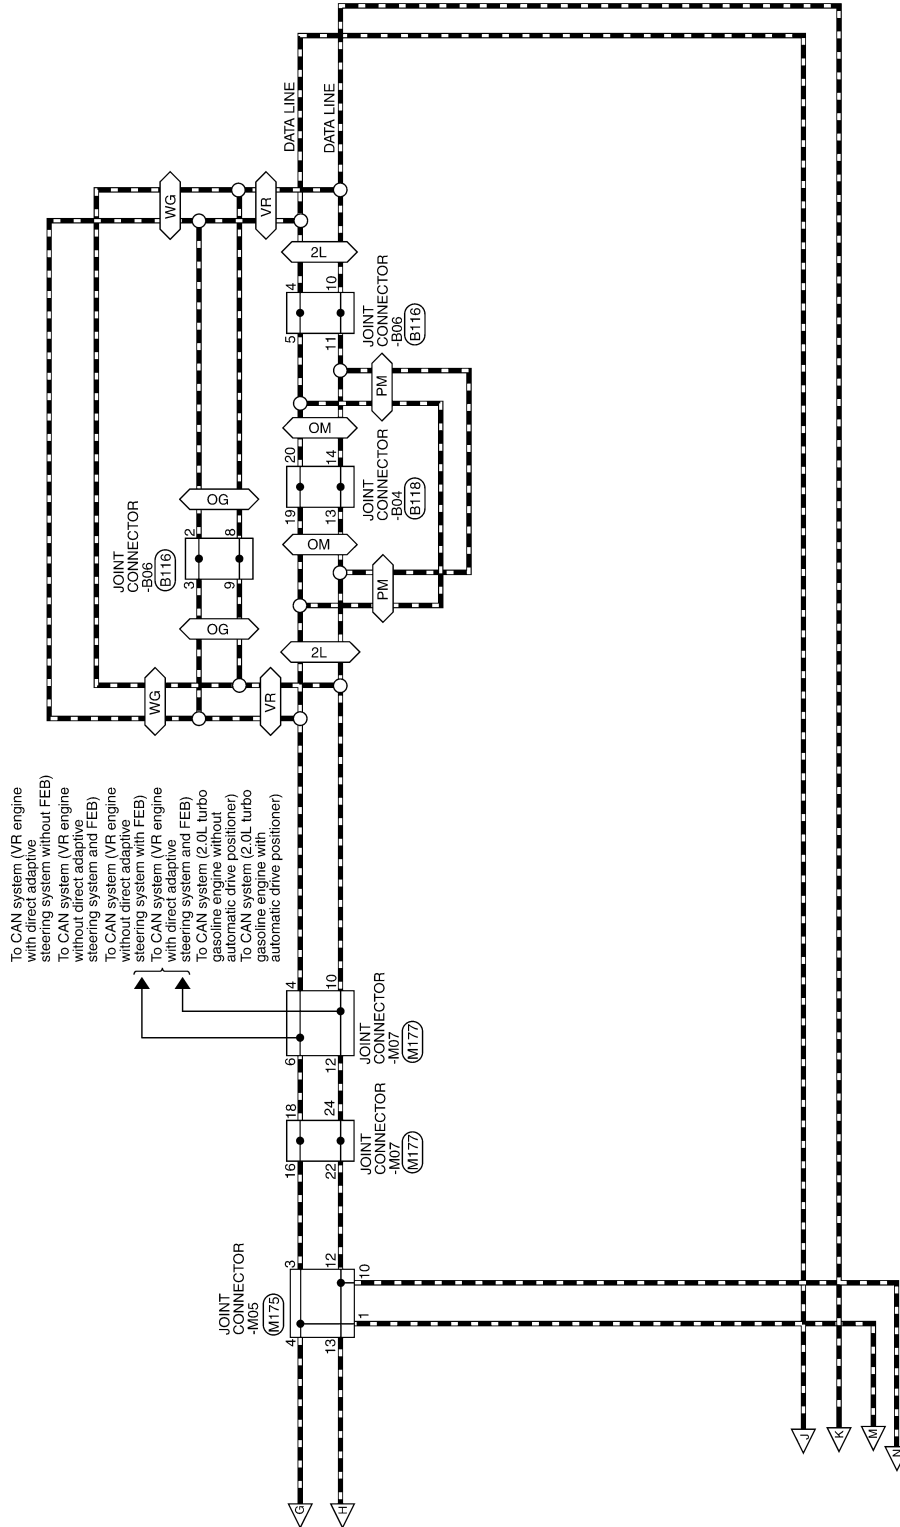 DATA LINE
DATA LINE
WG
VR
2L
4
10
5
11
JOINT
CONNECTOR
-B06
B116
PM
OM
20
14
19
13
JOINT
CONNECTOR
-B04
B118
OM
PM
OG
JOINT
CONNECTOR
-B06
B116
2
8
3
9
OG
2L
WG
VR
To CAN system (VR engine
with direct adaptive
steering system without FEB)
To CAN system (VR engine
without direct adaptive
steering system and FEB)
To CAN system (VR engine
without direct adaptive
steering system with FEB)
To CAN system (VR engine
with direct adaptive
steering system and FEB)
To CAN system (2.0L turbo
gasoline engine without
automatic drive positioner)
To CAN system (2.0L turbo
gasoline engine with
automatic drive positioner)
4
10
6
12
JOINT
CONNECTOR
-M07
M177
18
24
16
22
JOINT
CONNECTOR
-M07
M177
JOINT
CONNECTOR
-M05
M175
3
12
10
1
4
13
G
H
J
K
M
N